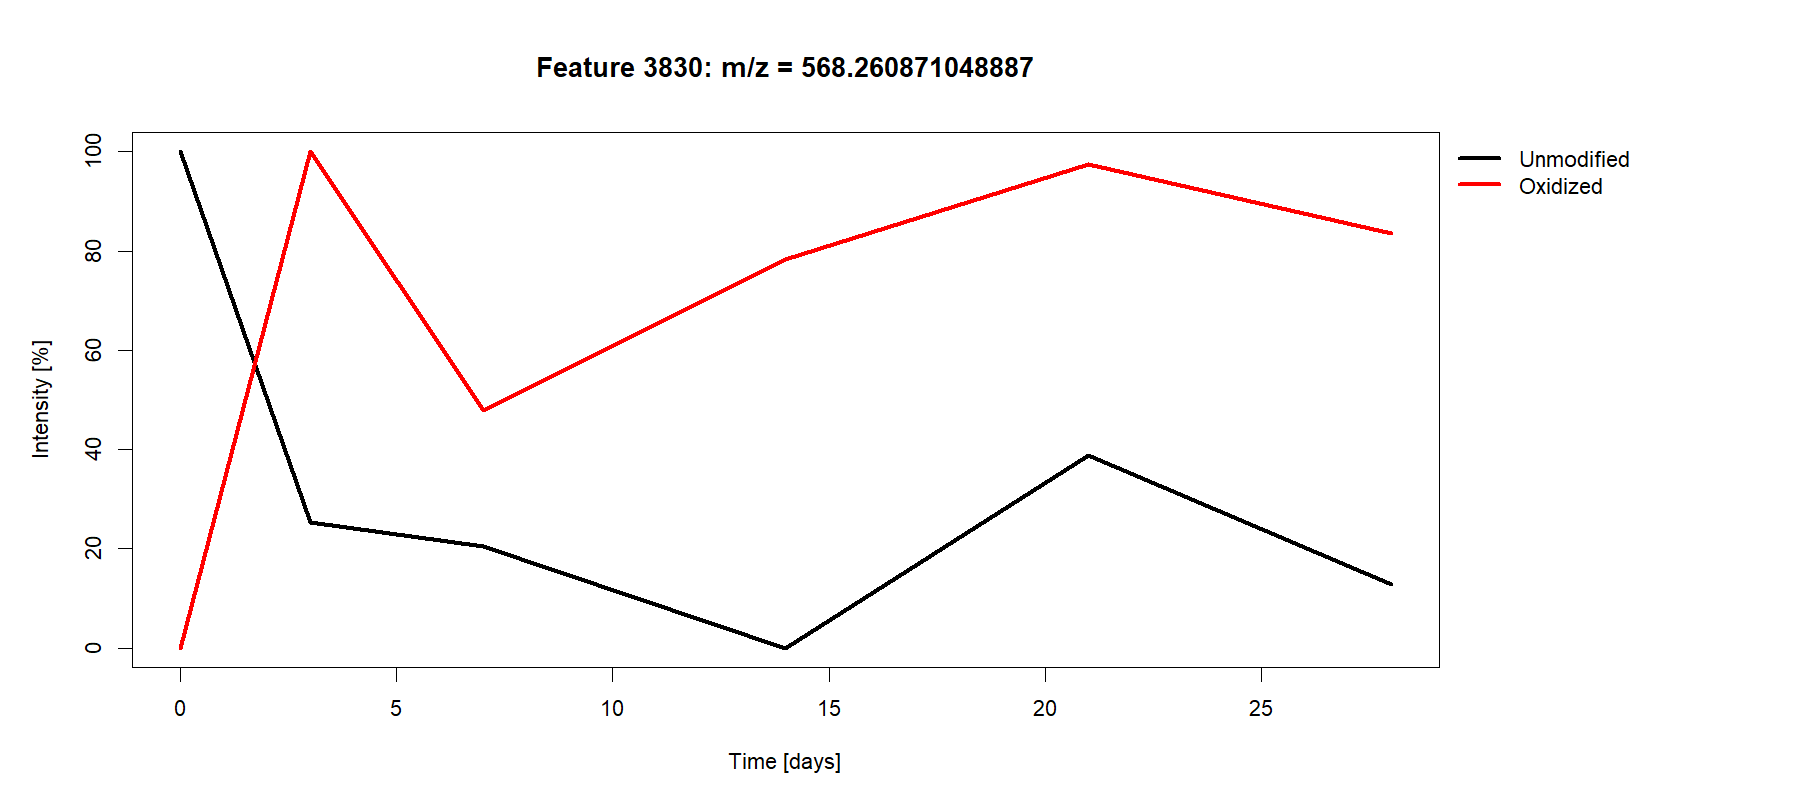 Feature 3830: m/z = 568.260871048887
Unmodified
Oxidized
100
80
60
40
20
0
Intensity [%]
0 5 10 15 20 25
Time [days]